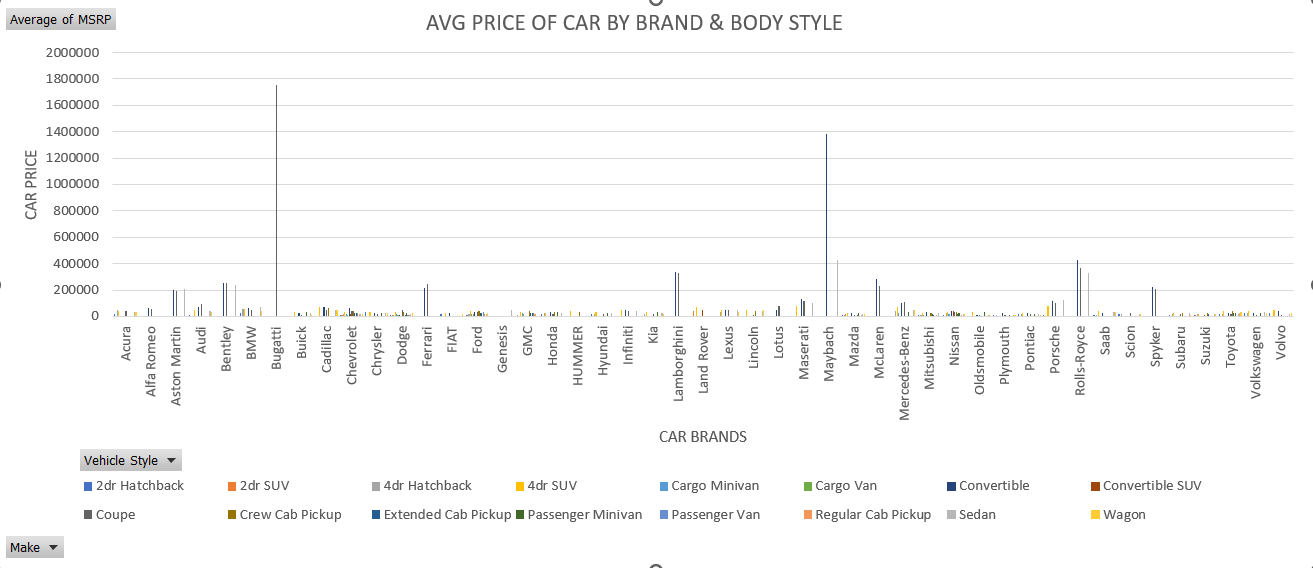 Average of MSRP
AVG PRICE OF CAR BY BRAND & BODY STYLE
2000000
1800000
1600000
1400000
1200000
1000000
800000
600000
400000
200000
0
CAR PRICE
Acura
Alfa Romeo
Aston Martin
Audi
Bentley
BMW
Bugatti
Buick
Cadillac
Chevrolet
Chrysler
Dodge
Ferrari
FIAT
Ford
Genesis
GMC
Honda
HUMMER
Hyundai
Infiniti
Kia
Lamborghini
Land Rover
Lexus
Lincoln
Lotus
Maserati
Maybach
Mazda
McLaren
Mercedes-Benz
Mitsubishi
Nissan
Oldsmobile
Plymouth
Pontiac
Porsche
Rolls-Royce
Saab
Scion
Spyker
Subaru
Suzuki
Toyota
Volkswagen
Volvo
CAR BRANDS
Vehicle Style
2dr Hatchback 2dr SUV 4dr Hatchback 4dr SUV Cargo Minivan Cargo Van Convertible Convertible SUV
Coupe Crew Cab Pickup Extended Cab Pickup Passenger Minivan Passenger Van Regular Cab Pickup Sedan Wagon
Make